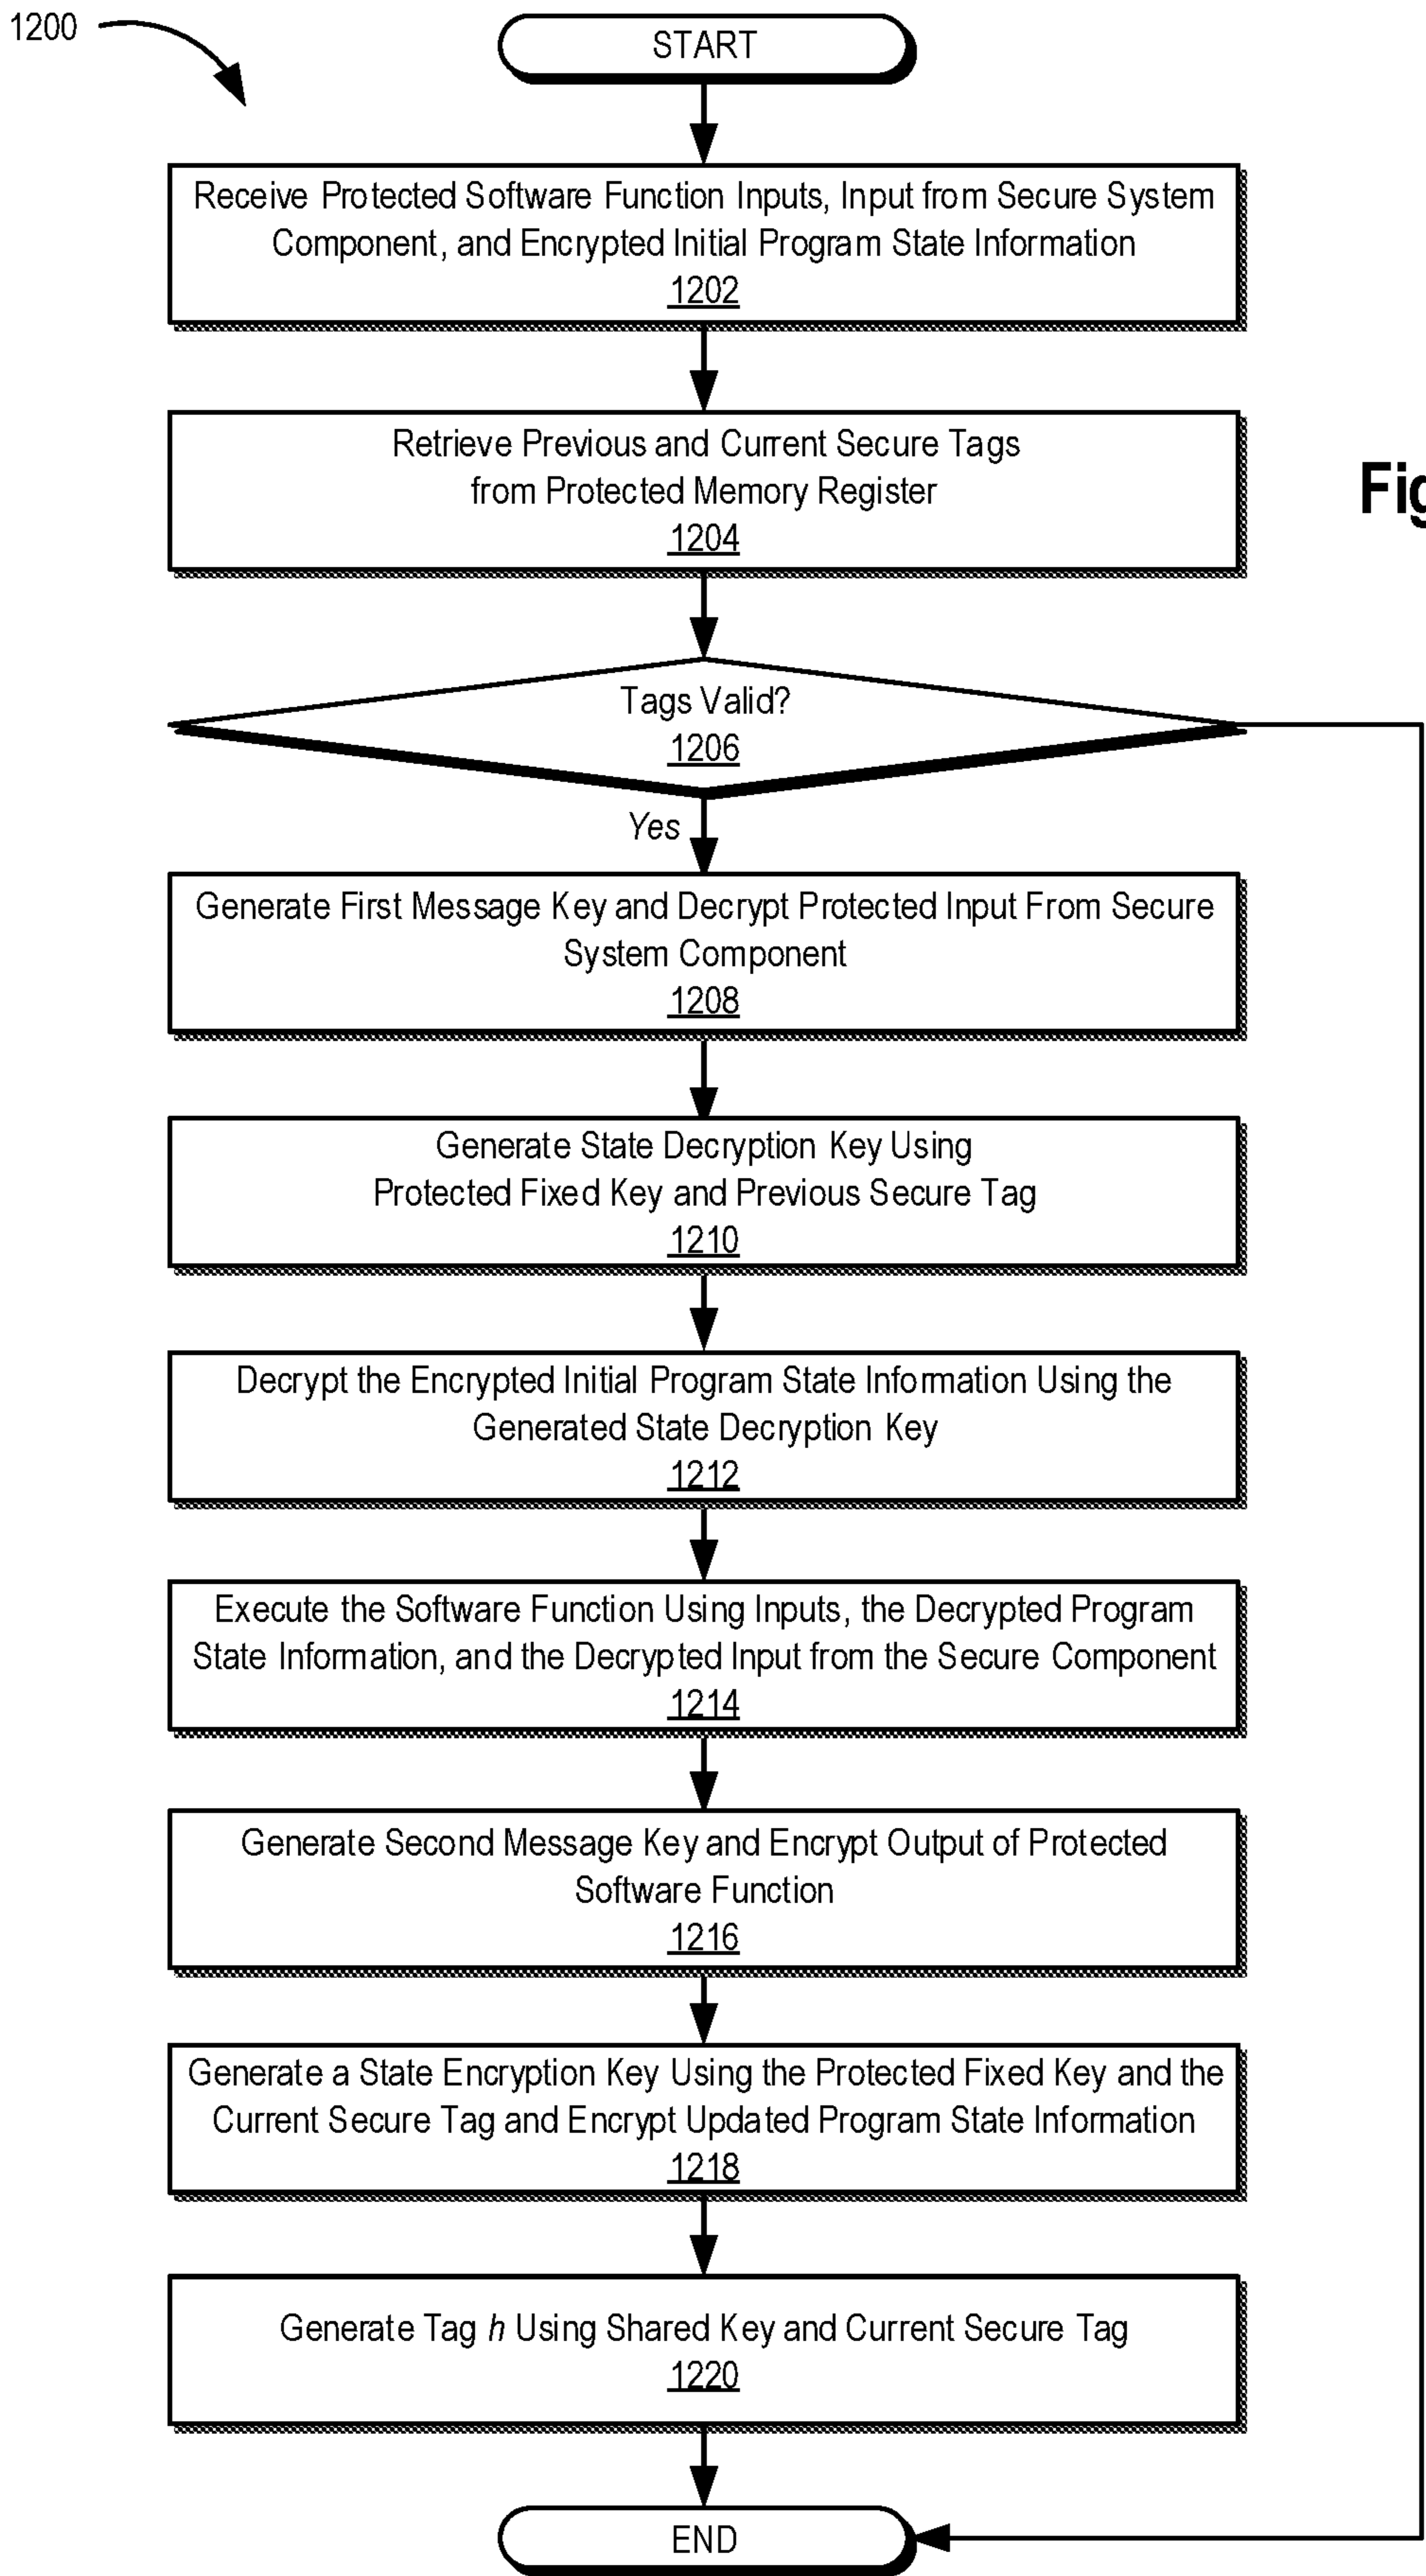 1200
START
Receive Protected Software Function Inputs, Input from Secure System
Component, and Encrypted Initial Program State Information
1202
Retrieve Previous and Current Secure Tags
from Protected Memory Register
1204
Fig
Tags Valid?
1206
Yes
Generate First Message Key and Decrypt Protected Input From Secure
System Component
1208
Generate State Decryption Key Using
Protected Fixed Key and Previous Secure Tag
1210
Decrypt the Encrypted Initial Program State Information Using the
Generated State Decryption Key
1212
Execute the Software Function Using Inputs, the Decrypted Program
State Information, and the Decrypted Input from the Secure Component
1214
Generate Second Message Key and Encrypt Output of Protected
Software Function
1216
Generate a State Encryption Key Using the Protected Fixed Key and the
Current Secure Tag and Encrypt Updated Program State Information
1218
Generate Tag h Using Shared Key and Current Secure Tag
1220
END